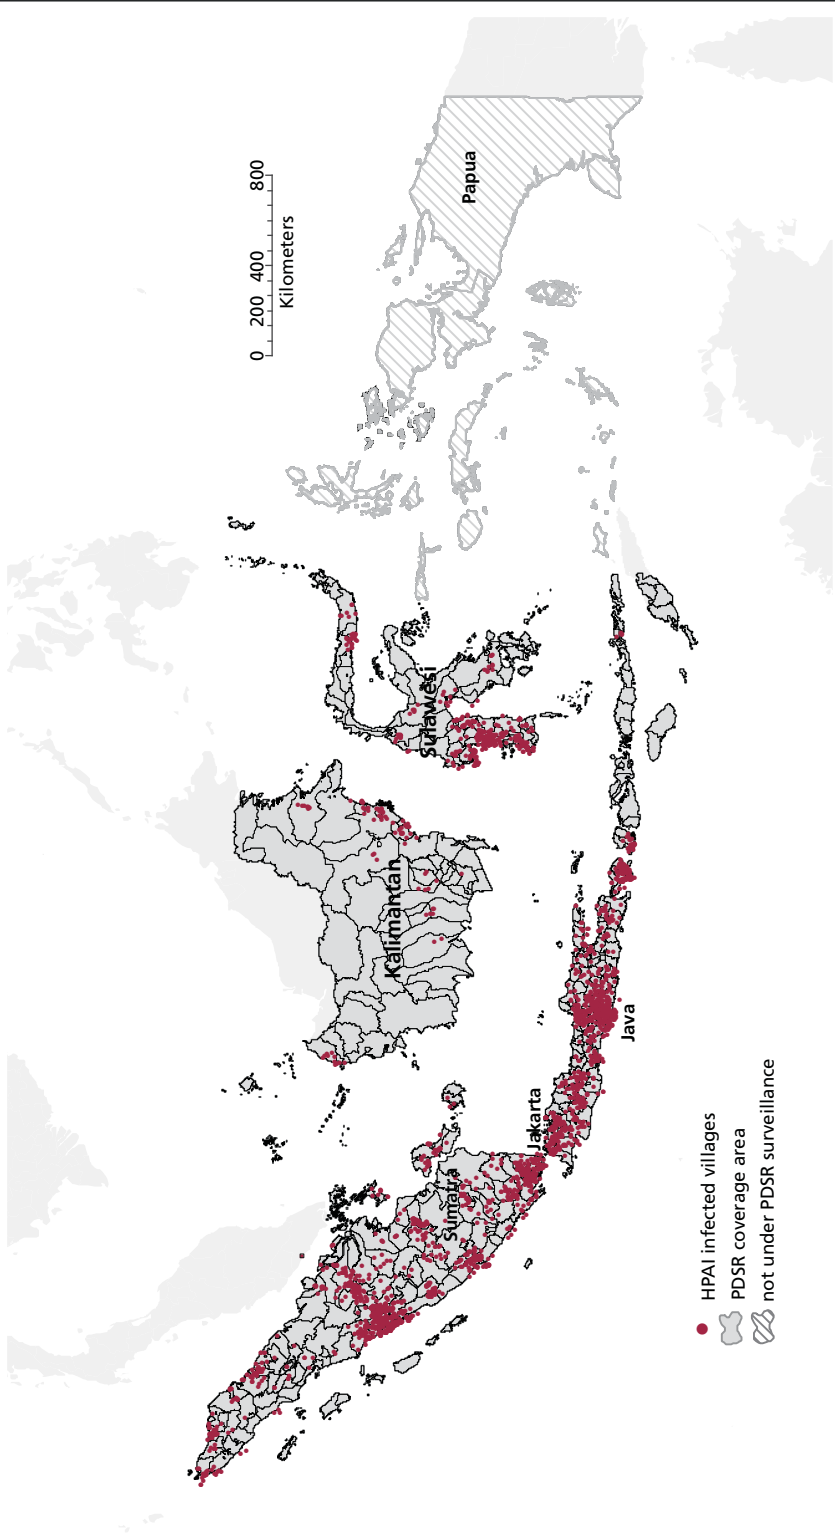 0 200 400 800
Kilometers
Papua
Sulawesi
Kalimantan
Sumatra
Jakarta
Java
HPAI infected villages
PDSR coverage area
not under PDSR surveillance